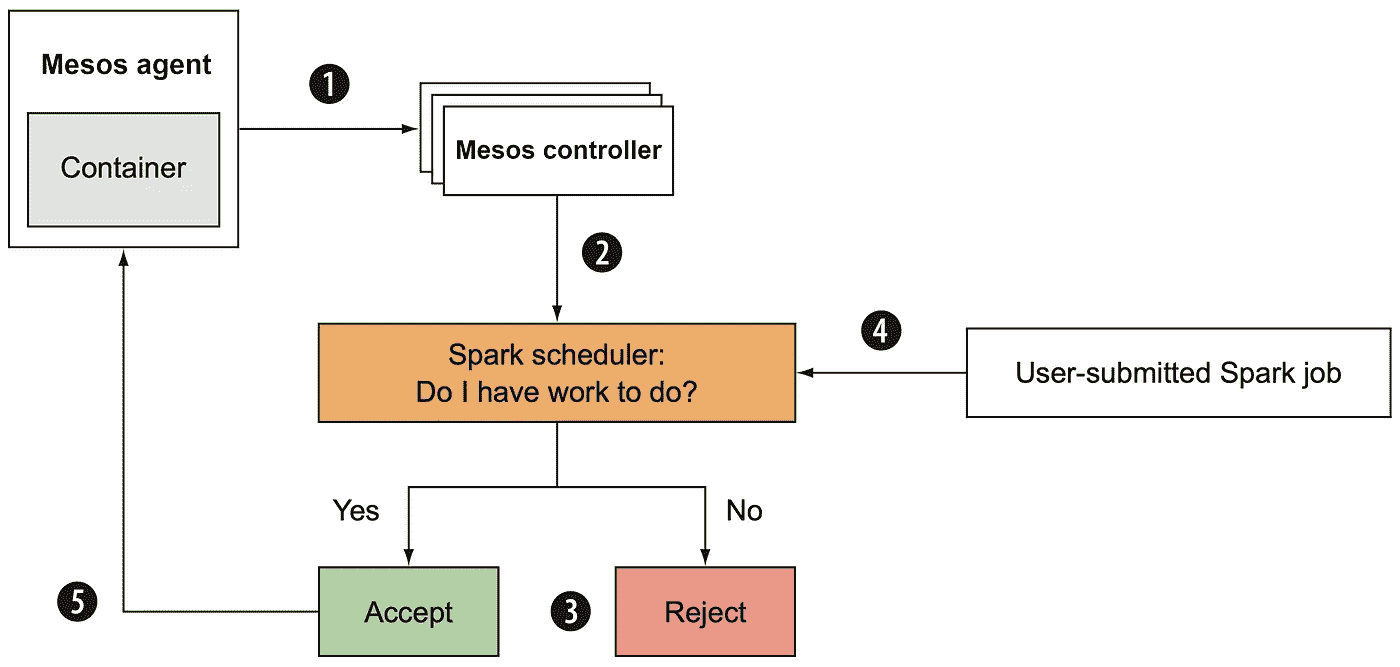 Mesos agent
Container
1
Mesos controller
2
Spark scheduler:
Do I have work to do?
4
User-submitted Spark job
Yes
No
5
Accept
3
Reject